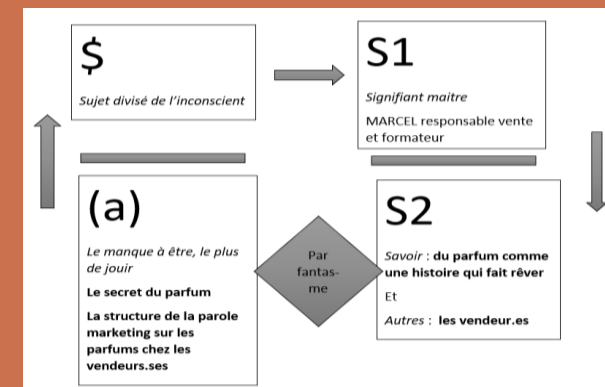 $
Sujet divisé de l'inconscient
S1
Signifiant maitre
MARCEL responsable vente
et formateur
(a)
Le manque à être, le plus
de jouir
Le secret du parfum
La structure de la parole
marketing sur les
parfums chez les
vendeurs.ses
Par
fantas-
me
S2
Savoir : du parfum comme
une histoire qui fait rêver
Et
Autres : les vendeur.es